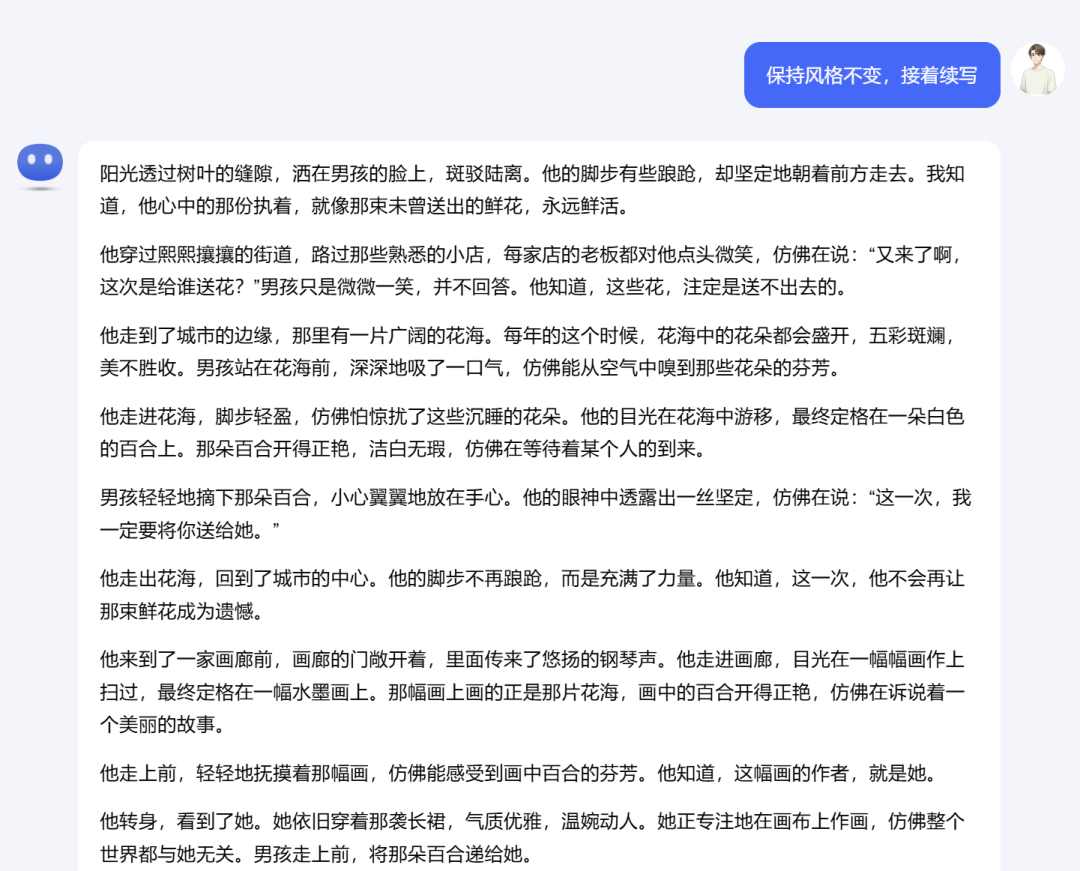 保持风格不变，接着续写
阳光透过树叶的缝隙，洒在男孩的脸上，斑驳陆离。他的脚步有些踉跄，却坚定地朝着前方走去。我知
道，他心中的那份执着，就像那束未曾送出的鲜花，永远鲜活。
他穿过熙熙攘攘的街道，路过那些熟悉的小店，每家店的老板都对他点头微笑，仿佛在说：“又来了啊，
这次是给谁送花？”男孩只是微微一笑，并不回答。他知道，这些花，注定是送不出去的。
他走到了城市的边缘，那里有一片广阔的花海。每年的这个时候，花海中的花朵都会盛开，五彩斑斓，
美不胜收。男孩站在花海前，深深地吸了一口气，仿佛能从空气中嗅到那些花朵的芬芳。
他走进花海，脚步轻盈，仿佛怕惊扰了这些沉睡的花朵。他的目光在花海中游移，最终定格在一朵白色
的百合上。那朵百合开得正艳，洁白无瑕，仿佛在等待着某个人的到来。
男孩轻轻地摘下那朵百合，小心翼翼地放在手心。他的眼神中透露出一丝坚定，仿佛在说：“这一次，我
一定要将你送给她。”
他走出花海，回到了城市的中心。他的脚步不再踉跄，而是充满了力量。他知道，这一次，他不会再让
那束鲜花成为遗憾。
他来到了一家画廊前，画廊的门敞开着，里面传来了悠扬的钢琴声。他走进画廊，目光在一幅幅画作上
扫过，最终定格在一幅水墨画上。那幅画上画的正是那片花海，画中的百合开得正艳，仿佛在诉说着一
个美丽的故事。
他走上前，轻轻地抚摸着那幅画，仿佛能感受到画中百合的芬芳。他知道，这幅画的作者，就是她。
他转身，看到了她。她依旧穿着那袭长裙，气质优雅，温婉动人。她正专注地在画布上作画，仿佛整个
世界都与她无关。男孩走上前，将那朵百合递给她。